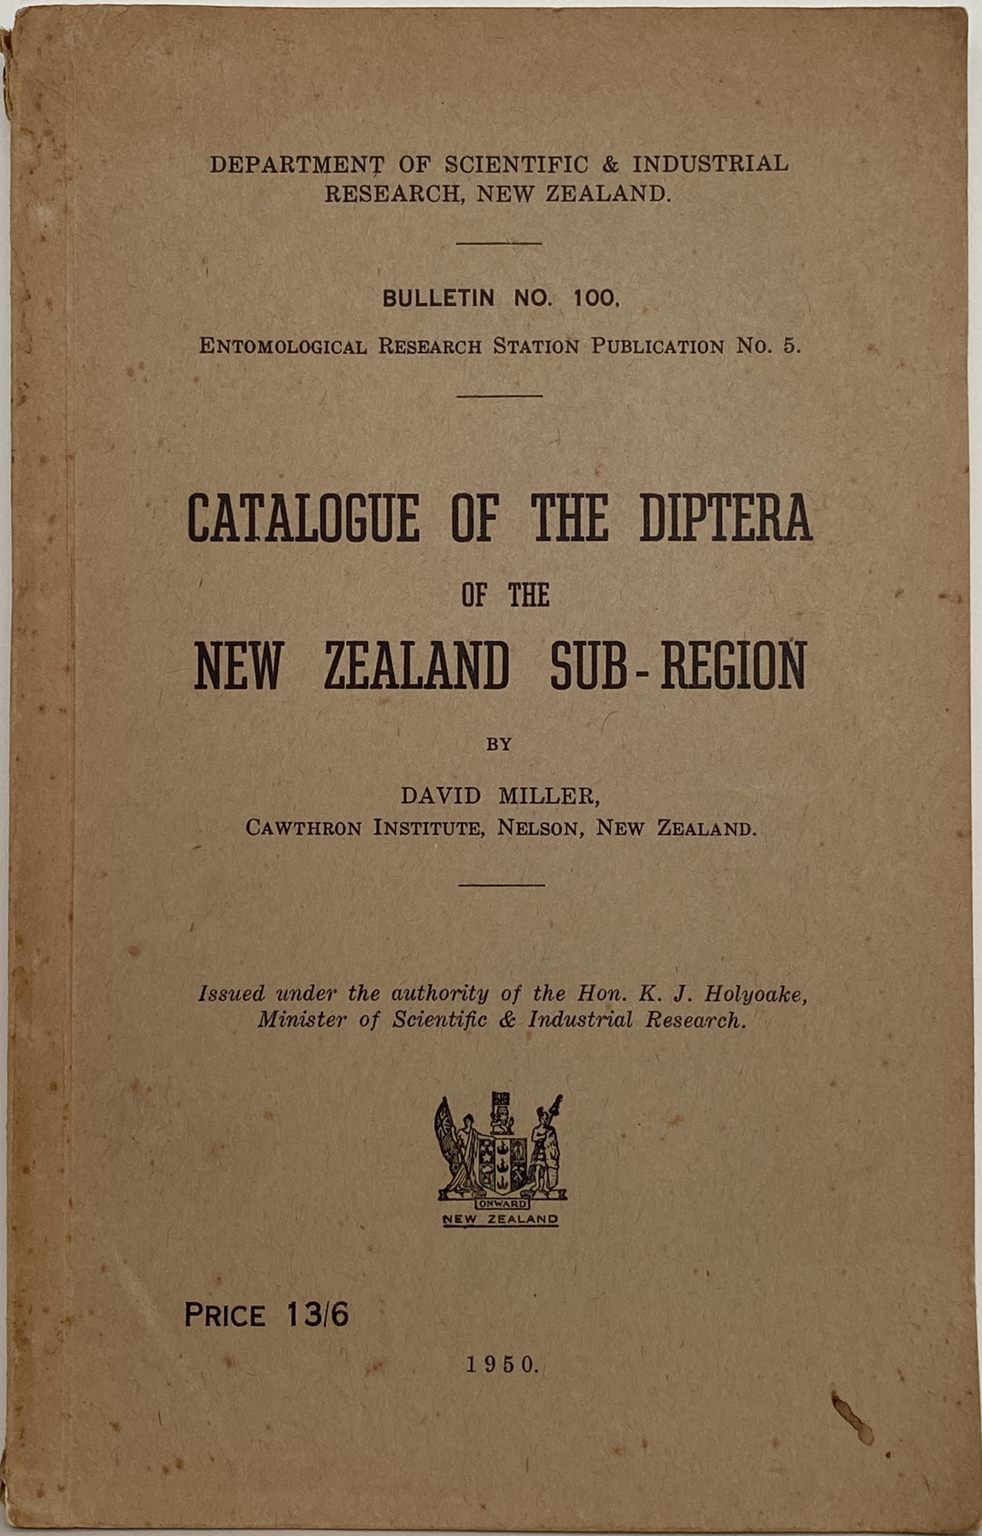 DEPARTMENT OF SCIENTIFIC & INDUSTRIAL
RESEARCH, NEW ZEALAND.
BULLETIN NO. 100.
ENTOMOLOGICAL RESEARCH STATION PUBLICATION NO. 5.
CATALOGUE OF THE DIPTERA
OF THE
NEW ZEALAND SUB-REGION
BY
DAVID MILLER,
CAWTHRON INSTITUTE, NELSON, NEW ZEALAND.
Issued under the authority of the Hon. K. J. Holyoake,
Minister of Scientific & Industrial Research.
ONWARD
NEW ZEALAND
PRICE 13/6
1950.